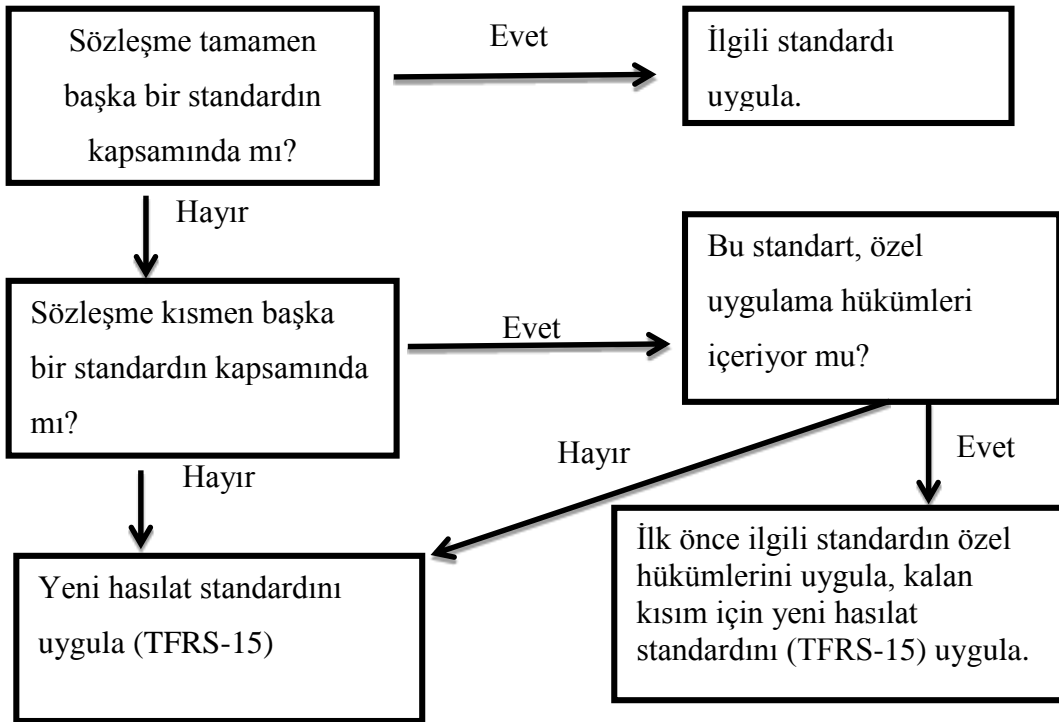 Sözleşme tamamen
başka bir standardın
kapsamında mı?
Evet
İlgili standardı
uygula.
Hayır
Sözleşme kısmen başka
bir standardın kapsamında
mı?
Evet
Bu standart, özel
uygulama hükümleri
içeriyor mu?
Hayır
Hayır
Evet
Yeni hasılat standardını
uygula (TFRS-15)
İlk önce ilgili standardın özel
hükümlerini uygula, kalan
kısım için yeni hasılat
standardını (TFRS-15) uygula.